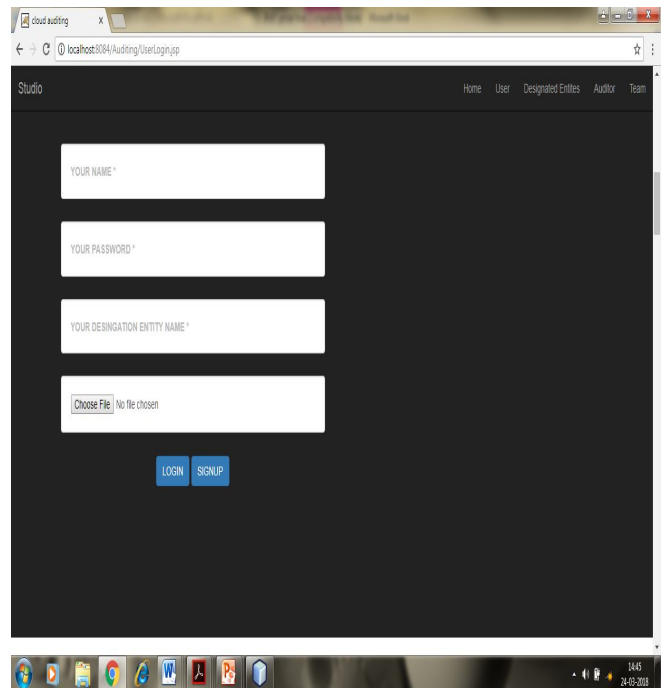 cloud auditing
localhost:8084/Auditing/UserLogin.jsp
Studio
Home User Designated Entites Auditor Team
YOUR NAME *
YOUR PASSWORD *
YOUR DESINGATION ENTITY NAME *
Choose File No file chosen
LOGIN SIGNUP
14:45
24-03-2018